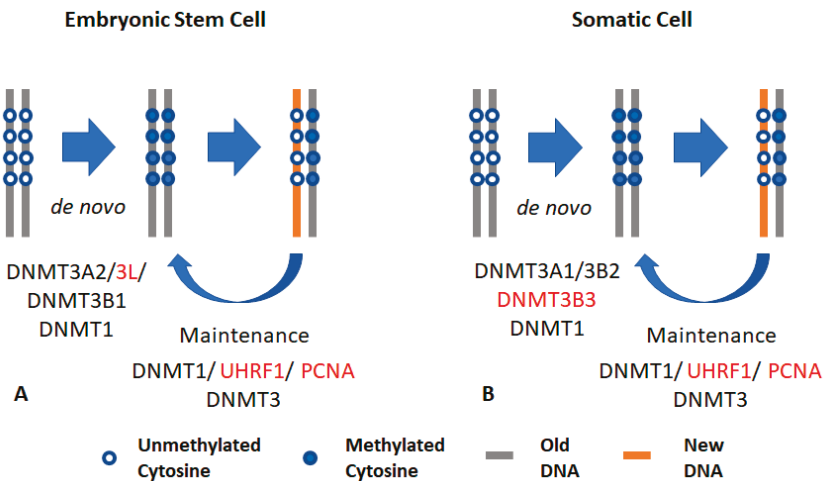 Embryonic Stem Cell
Somatic Cell
de novo
de novo
DNMT3A2/3L/
DNMT3B1
DNMT1
DNMT3A1/3B2
DNMT3B3
DNMT1
Maintenance
DNMT1/ UHRF1/ PCNA
DNMT3
Maintenance
DNMT1/ UHRF1/ PCNA
DNMT3
A
B
Unmethylated
Cytosine
Methylated
Cytosine
Old
DNA
New
DNA